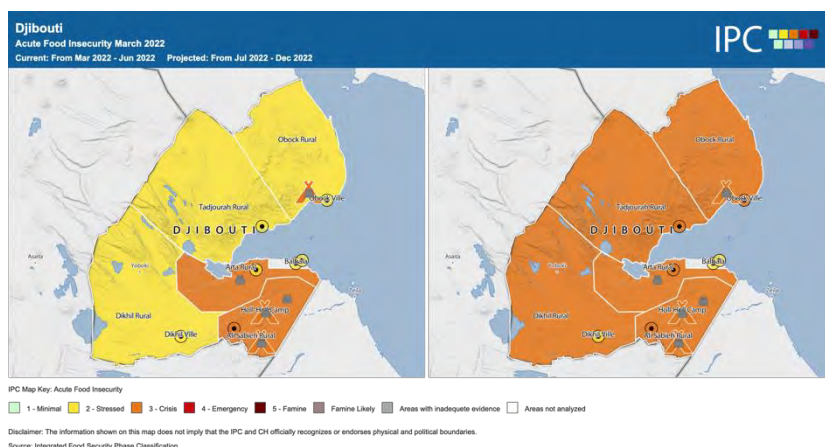 Djibouti
Acute Food Insecurity March 2022
Current: From Mar 2022 - Jun 2022 Projected: From Jul - Dec 2022
IPC
Obock Rural
Obock Ville
Tadjourah Rural
DJIBOUTI
Asaita
Yoboki
Arta Rural
Balbala
Holl Holl Camp
Dikhil Rural
Dikhil Ville
Ali Sabieh Rural
Obock Rural
Obock Ville
Tadjourah Rural
DJIBOUTI
Asaita
Yoboki
Arta Rural
Balbala
Holl Holl Camp
Dikhil Rural
Dikhil Ville
Ali Sabieh Rural
IPC Map Key: Acute Food Insecurity
1 - Minimal 2 - Stressed 3 - Crisis 4 - Emergency 5 - Famine Famine Likely Areas with inadequate evidence Areas not analyzed
Disclaimer: The information shown on this map does not imply that the IPC and CH officially recognizes or endorses physical and political boundaries.
Source: Integrated Food Security Phase Classification